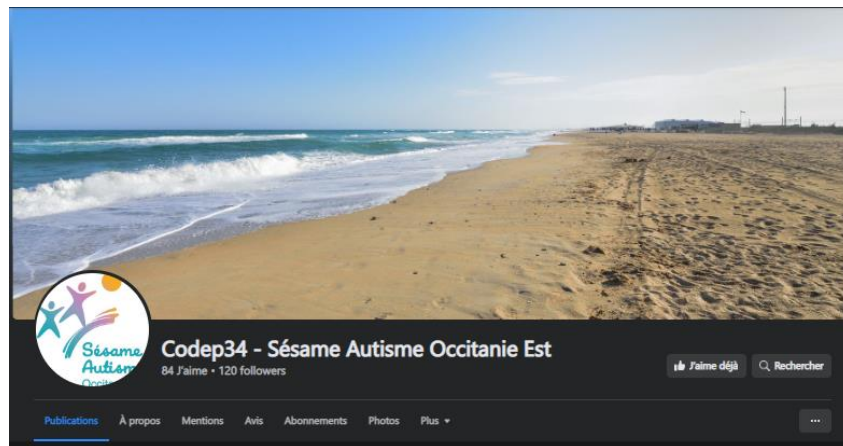 Sésame
Autism
Occita
Codep34 - Sésame Autisme Occitanie Est
84 J'aime • 120 followers
J'aime déjà
Rechercher
Publications À propos Mentions Avis Abonnements Photos Plus